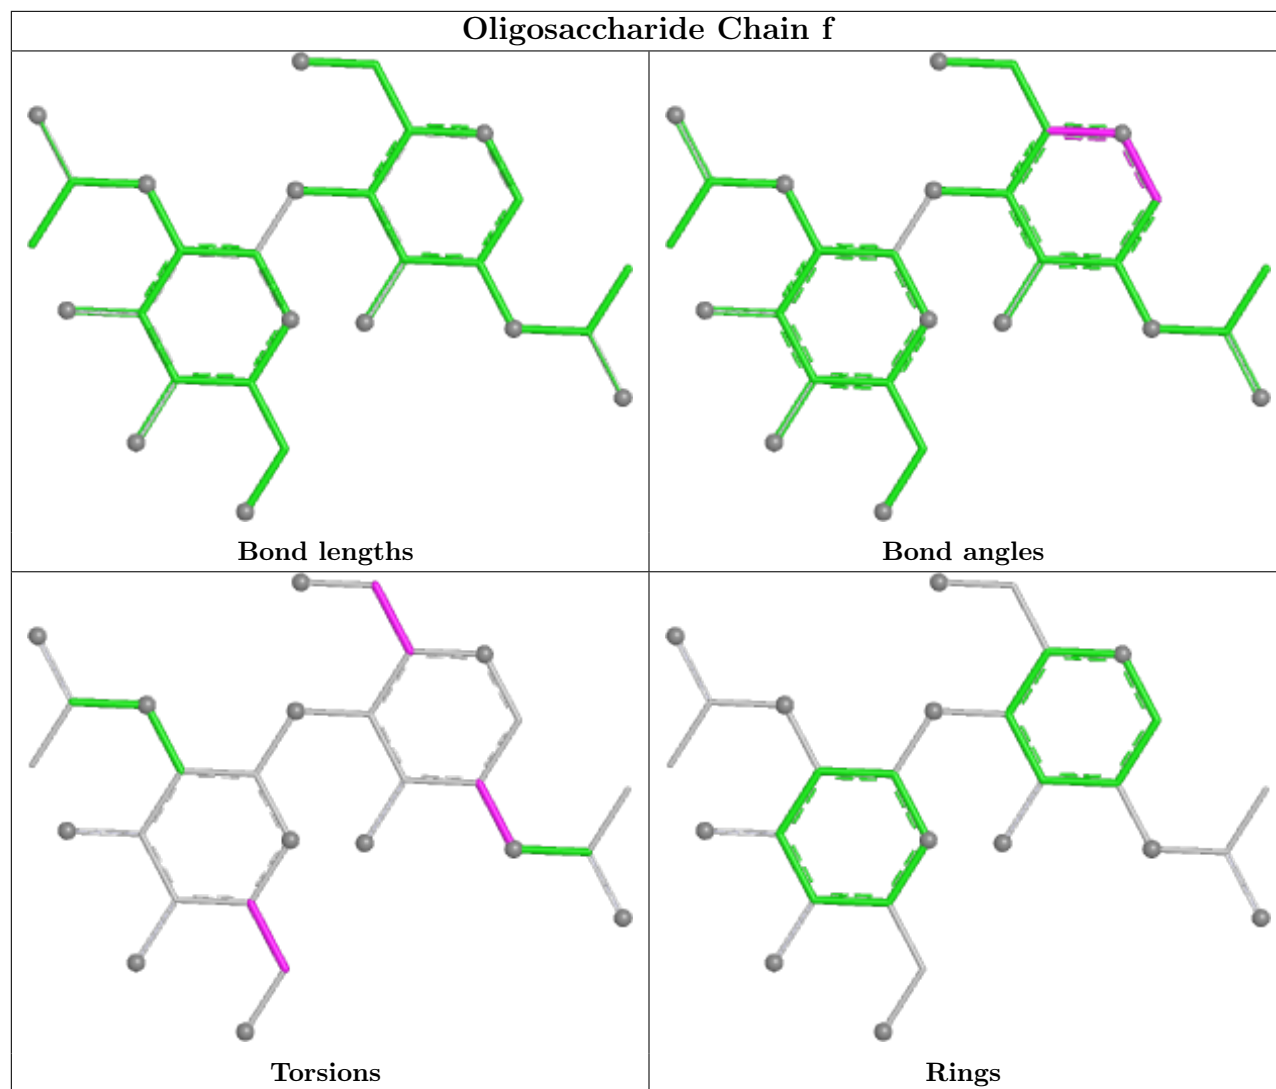 Oligosaccharide Chain f
Bond lengths
Bond angles
Torsions
Rings